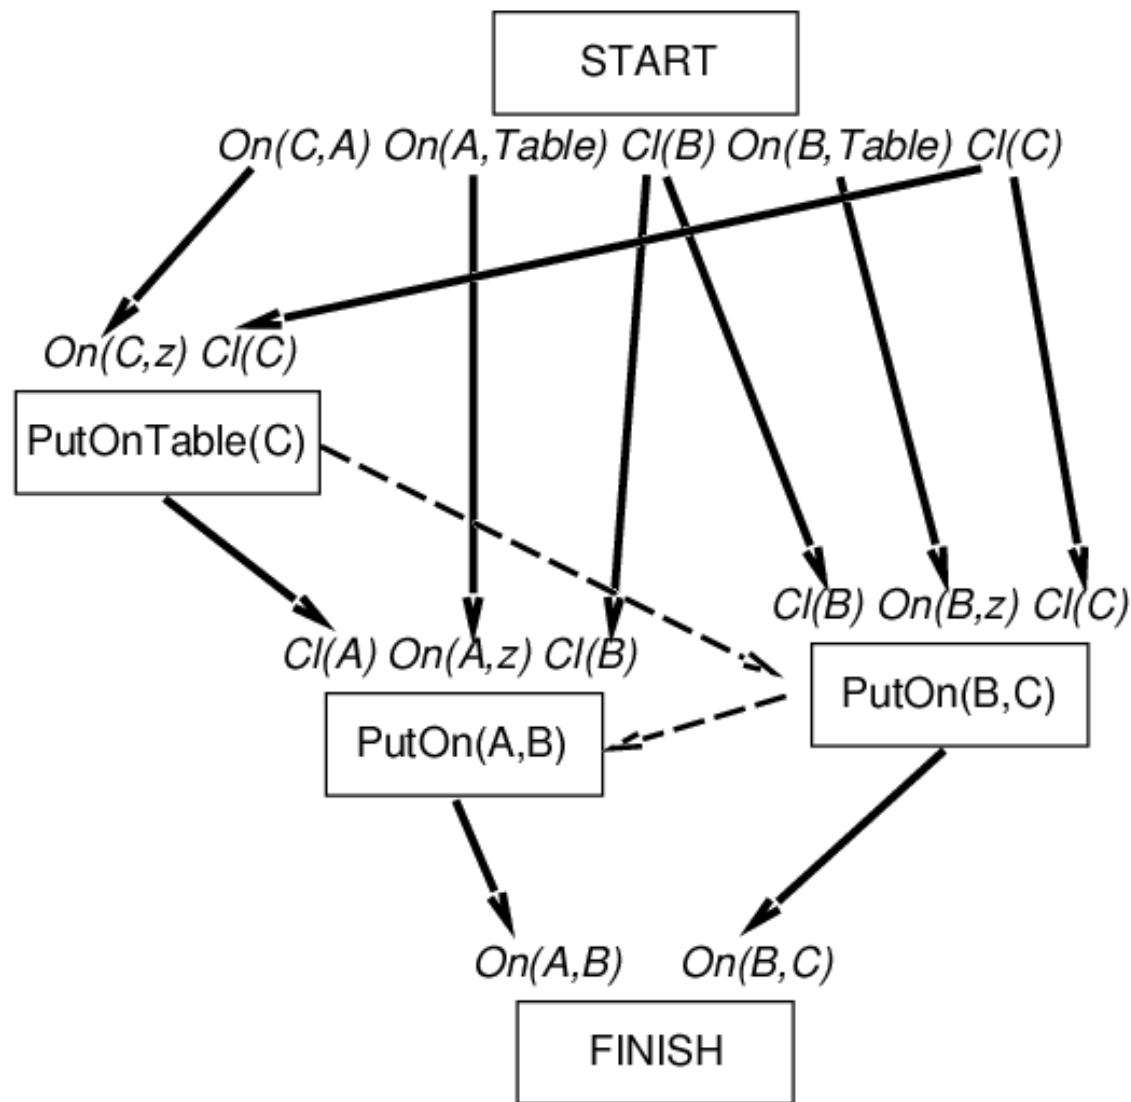 START
On(C,A) On(A,Table) Cl(B) On(B,Table) Cl(C)
On(C,z) Cl(C)
PutOnTable(C)
Cl(B) On(B,z) Cl(C)
Cl(A) On(A,z) Cl(B)
PutOn(B,C)
PutOn(A,B)
On(A,B) On(B,C)
FINISH